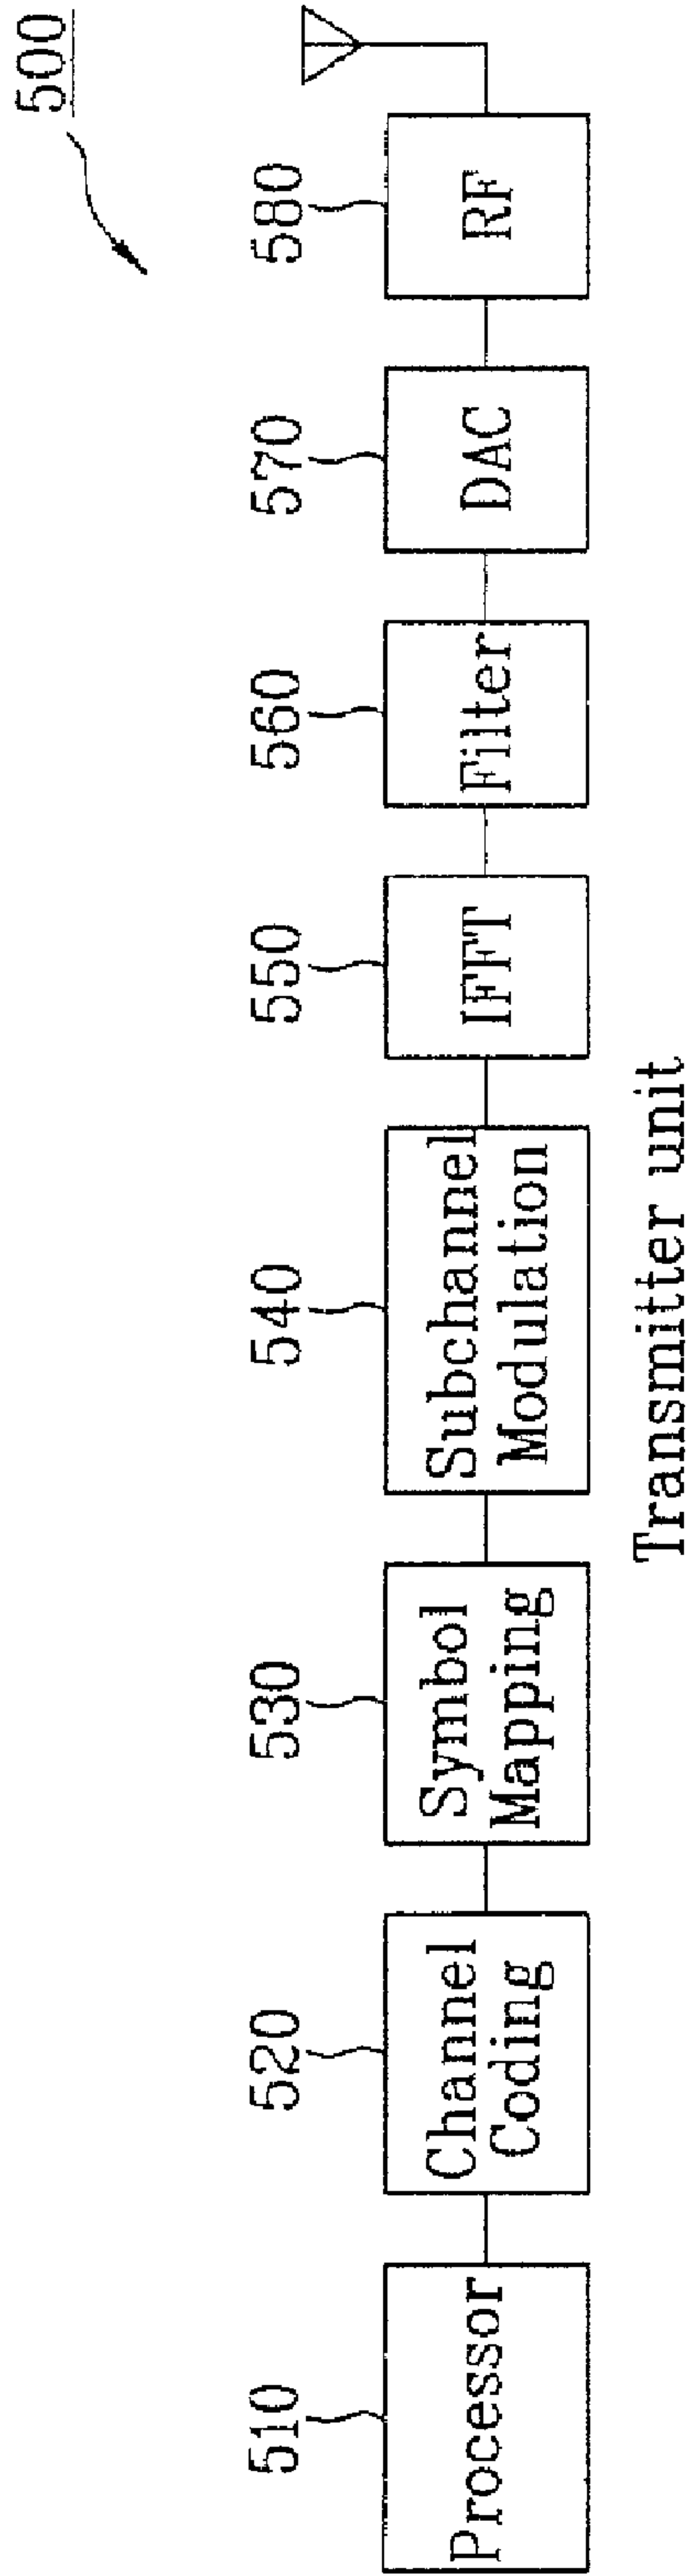 500
510
520
530
540
550
560
570
580
Processor
Channel
Coding
Symbol
Mapping
Subchannel
Modulation
IFFT
Filter
DAC
RF
Transmitter unit